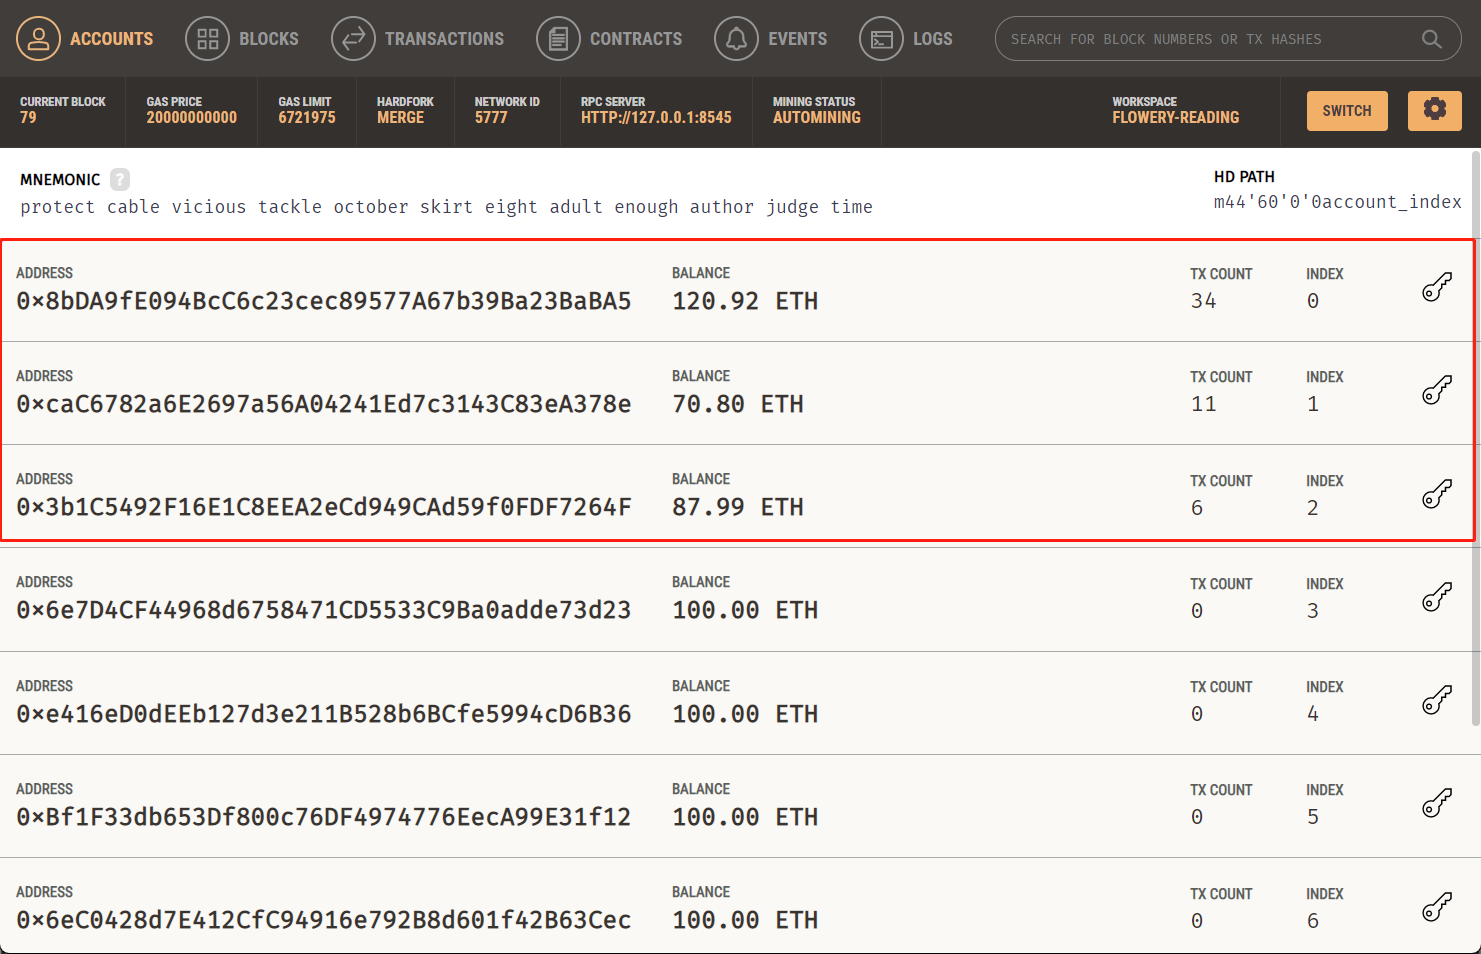 ACCOUNTS BLOCKS TRANSACTIONS CONTRACTS EVENTS LOGS SEARCH FOR BLOCK NUMBERS OR TX HASHES
CURRENT BLOCK GAS PRICE GAS LIMIT HARDFORK NETWORK ID RPC SERVER MINING STATUS WORKSPACE
79 20000000000 6721975 MERGE 5777 HTTP://127.0.0.1:8545 AUTOMINING FLOWERY-READING SWITCH
MNEMONIC ? HD PATH
protect cable vicious tackle october skirt eight adult enough author judge time m44'60'0'0account_index
ADDRESS BALANCE TX COUNT INDEX
0×8bDA9fE094BcC6c23cec89577A67b39Ba23BaBA5 120.92 ETH 34 0
ADDRESS BALANCE TX COUNT INDEX
0×caC6782a6E2697a56A04241Ed7c3143C83eA378e 70.80 ETH 11 1
ADDRESS BALANCE TX COUNT INDEX
0×3b1C5492F16E1C8EEA2eCd949CAd59f0FDF7264F 87.99 ETH 6 2
ADDRESS BALANCE TX COUNT INDEX
0×6e7D4CF44968d6758471CD5533C9Ba0adde73d23 100.00 ETH 0 3
ADDRESS BALANCE TX COUNT INDEX
0×e416eD0dEEb127d3e211B528b6BCfe5994cD6B36 100.00 ETH 0 4
ADDRESS BALANCE TX COUNT INDEX
0×Bf1F33db653Df800c76DF4974776EecA99E31f12 100.00 ETH 0 5
ADDRESS BALANCE TX COUNT INDEX
0×6eC0428d7E412CfC94916e792B8d601f42B63Cec 100.00 ETH 0 6